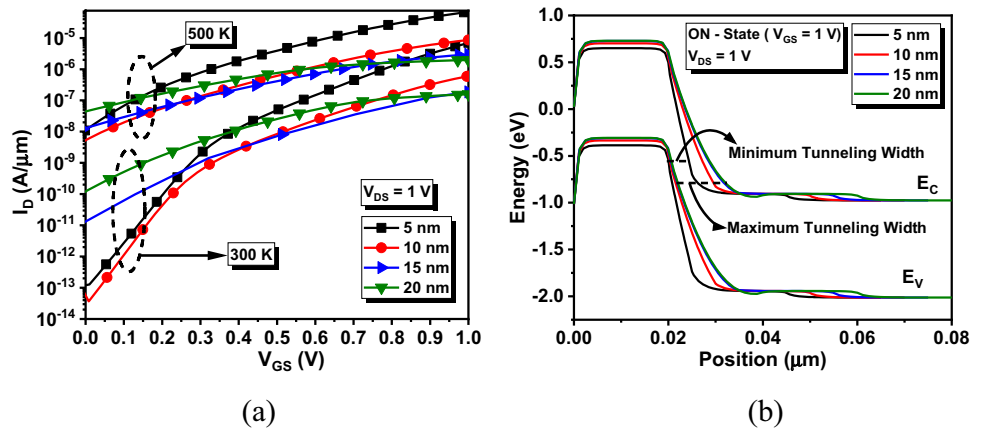 10⁻⁵
10⁻⁶
10⁻⁷
10⁻⁸
10⁻⁹
10⁻¹⁰
10⁻¹¹
10⁻¹²
10⁻¹³
10⁻¹⁴
I_D (A/μm)
500 K
300 K
V_DS = 1 V
5 nm
10 nm
15 nm
20 nm
0.0 0.1 0.2 0.3 0.4 0.5 0.6 0.7 0.8 0.9 1.0
V_GS (V)
(a)
1.0
0.5
0.0
-0.5
-1.0
-1.5
-2.0
Energy (eV)
ON - State ( V_GS = 1 V)
V_DS = 1 V
5 nm
10 nm
15 nm
20 nm
Minimum Tunneling Width
E_C
Maximum Tunneling Width
E_V
0.00 0.02 0.04 0.06 0.08
Position (μm)
(b)